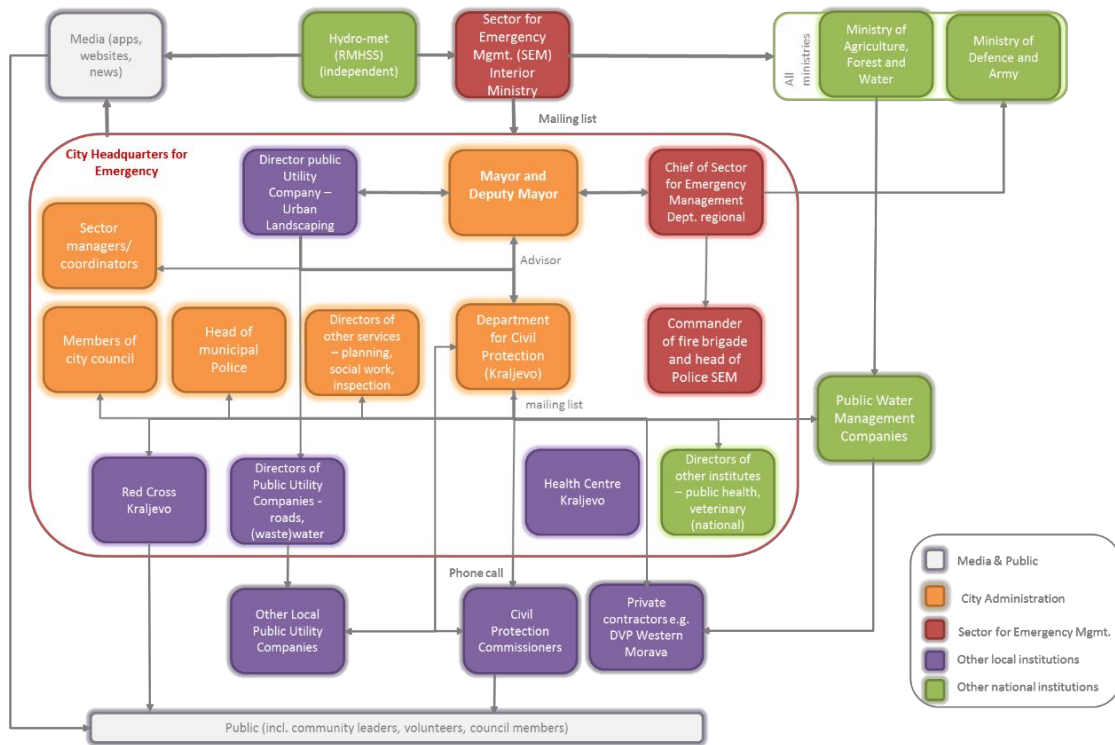 Media (apps,
websites,
news)
Hydro-met
(RMHSS)
(independent)
Sector for
Emergency
Mgmt. (SEM)
Interior
Ministry
All
ministries
Ministry of
Agriculture,
Forest and
Water
Ministry of
Defence and
Army
Mailing list
City Headquarters for
Emergency
Director public
Utility
Company –
Urban
Landscaping
Mayor and
Deputy Mayor
Chief of Sector
for Emergency
Management
Dept. regional
Sector
managers/
coordinators
Advisor
Members of
city council
Head of
municipal
Police
Directors of
other services
– planning,
social work,
inspection
Department
for Civil
Protection
(Kraljevo)
Commander
of fire brigade
and head of
Police SEM
mailing list
Public Water
Management
Companies
Red Cross
Kraljevo
Directors of
Public Utility
Companies -
roads,
(waste)water
Health Centre
Kraljevo
Directors of
other institutes
– public health,
veterinary
(national)
Phone call
Other Local
Public Utility
Companies
Civil
Protection
Commissioners
Private
contractors e.g.
DVP Western
Morava
Public (incl. community leaders, volunteers, council members)
Media & Public
City Administration
Sector for Emergency Mgmt.
Other local institutions
Other national institutions